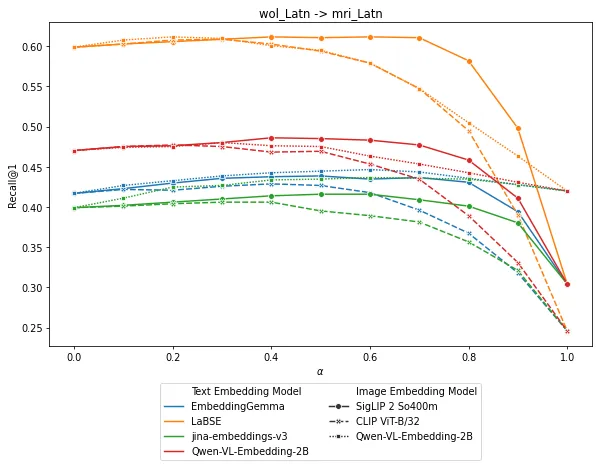 wol_Latn -> mri_Latn
Recall@1
0.60
0.55
0.50
0.45
0.40
0.35
0.30
0.25
0.0
0.2
0.4
0.6
0.8
1.0
α
Text Embedding Model
EmbeddingGemma
LaBSE
jina-embeddings-v3
Qwen-VL-Embedding-2B
Image Embedding Model
SigLIP 2 So400m
CLIP ViT-B/32
Qwen-VL-Embedding-2B